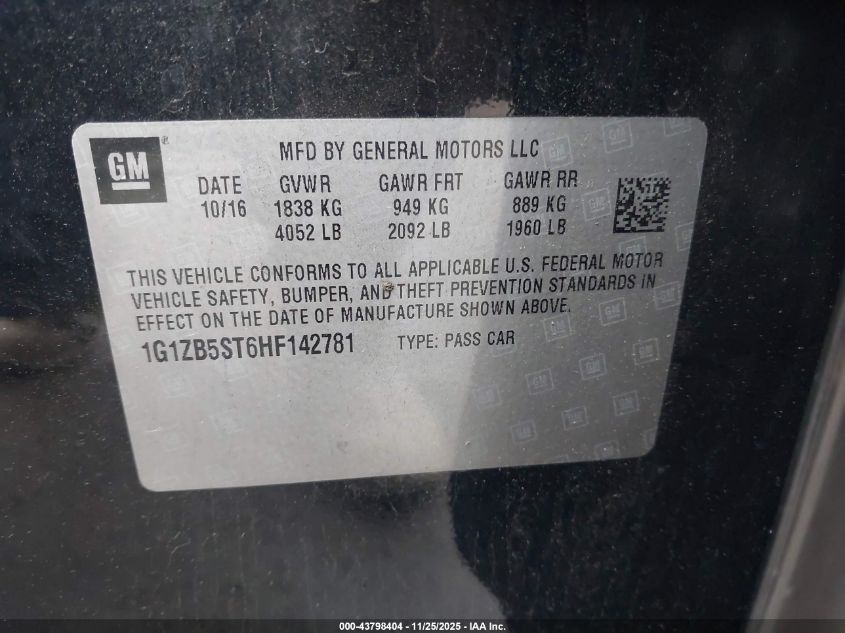 GM
MFD BY GENERAL MOTORS LLC
DATE GVWR GAWR FRT GAWR RR
10/16 1838 KG 949 KG 889 KG
4052 LB 2092 LB 1960 LB
THIS VEHICLE CONFORMS TO ALL APPLICABLE U.S. FEDERAL MOTOR
VEHICLE SAFETY, BUMPER, AND THEFT PREVENTION STANDARDS IN
EFFECT ON THE DATE OF MANUFACTURE SHOWN ABOVE.
1G1ZB5ST6HF142781 TYPE: PASS CAR
000-43798404 — 11/25/2025 — IAA Inc.